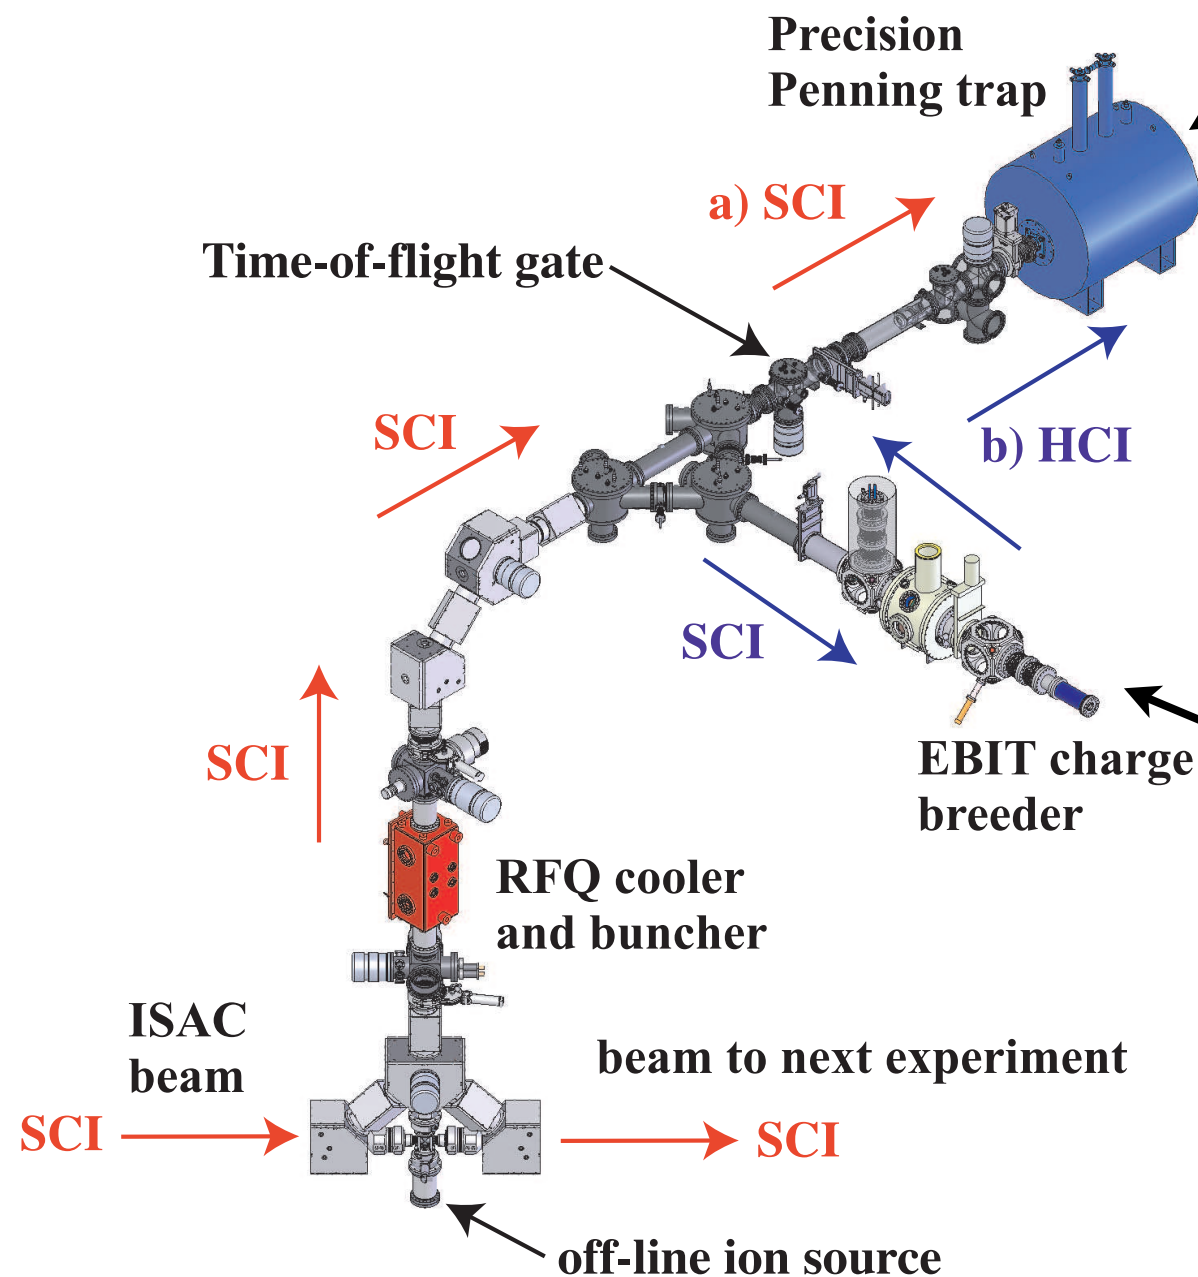 Precision
Penning trap
a) SCI
Time-of-flight gate
SCI
b) HCI
SCI
SCI
EBIT charge
breeder
RFQ cooler
and buncher
ISAC
beam
beam to next experiment
SCI
SCI
off-line ion source